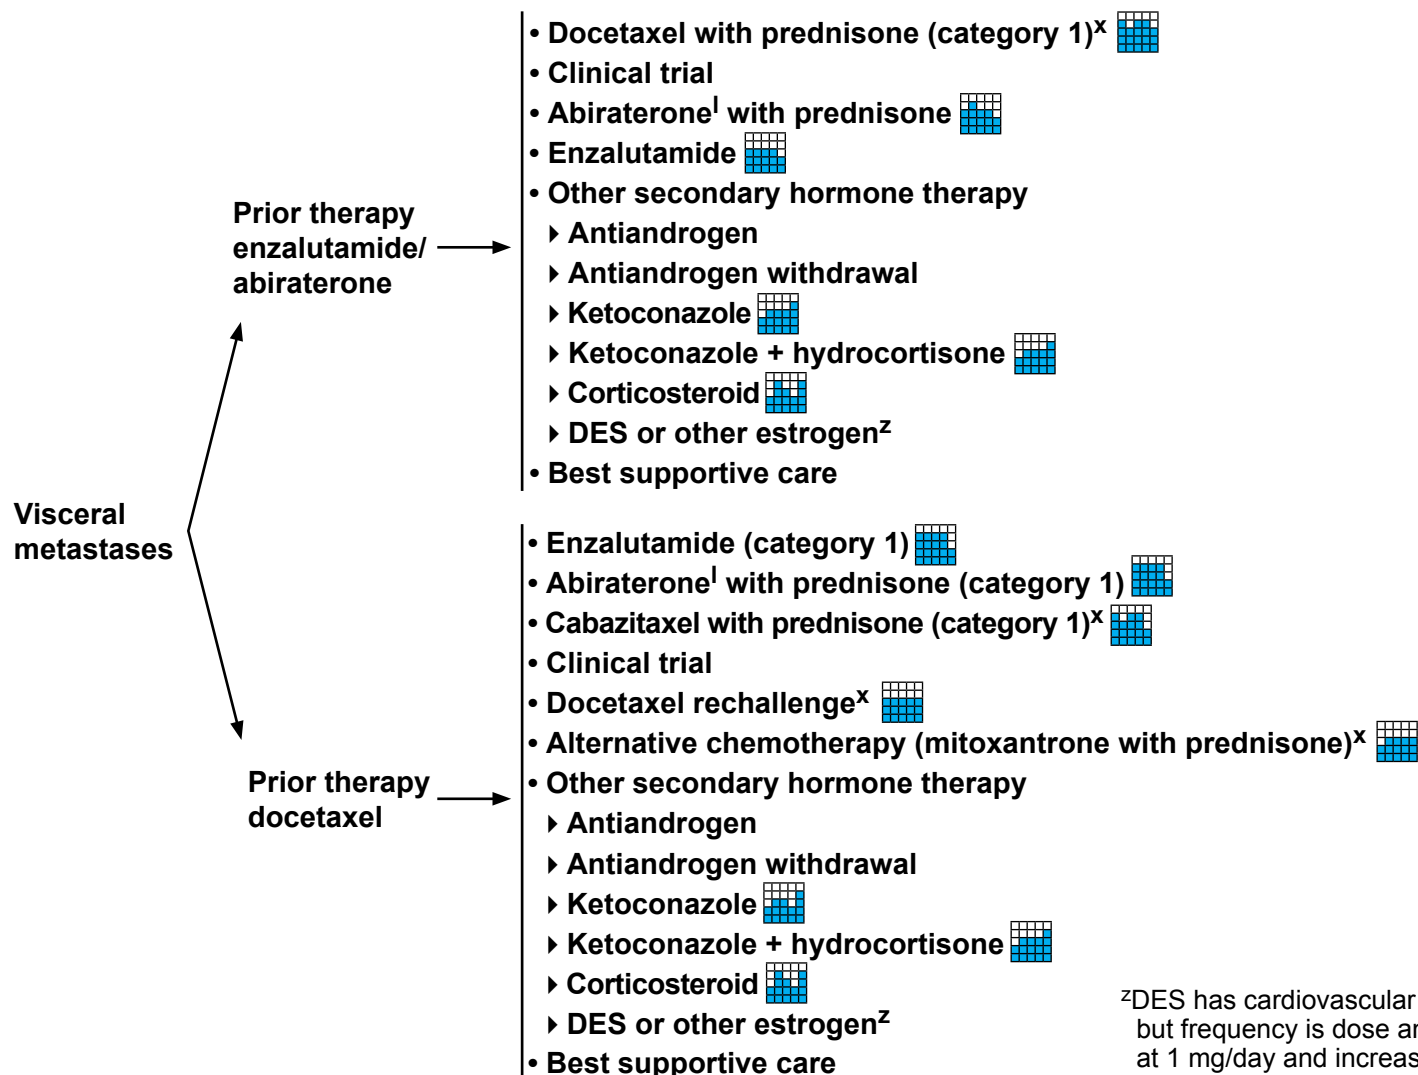 Visceral
metastases
Prior therapy
enzalutamide/
abiraterone
• Docetaxel with prednisone (category 1)x
• Clinical trial
• Abirateronel with prednisone
• Enzalutamide
• Other secondary hormone therapy
Antiandrogen
Antiandrogen withdrawal
Ketoconazole
Ketoconazole + hydrocortisone
Corticosteroid
DES or other estrogenz
• Best supportive care
Prior therapy
docetaxel
• Enzalutamide (category 1)
• Abirateronel with prednisone (category 1)
• Cabazitaxel with prednisone (category 1)x
• Clinical trial
• Docetaxel rechallengex
• Alternative chemotherapy (mitoxantrone with prednisone)x
• Other secondary hormone therapy
Antiandrogen
Antiandrogen withdrawal
Ketoconazole
Ketoconazole + hydrocortisone
Corticosteroid
DES or other estrogenz
• Best supportive care
zDES has cardiovascular
but frequency is dose
at 1 mg/day and